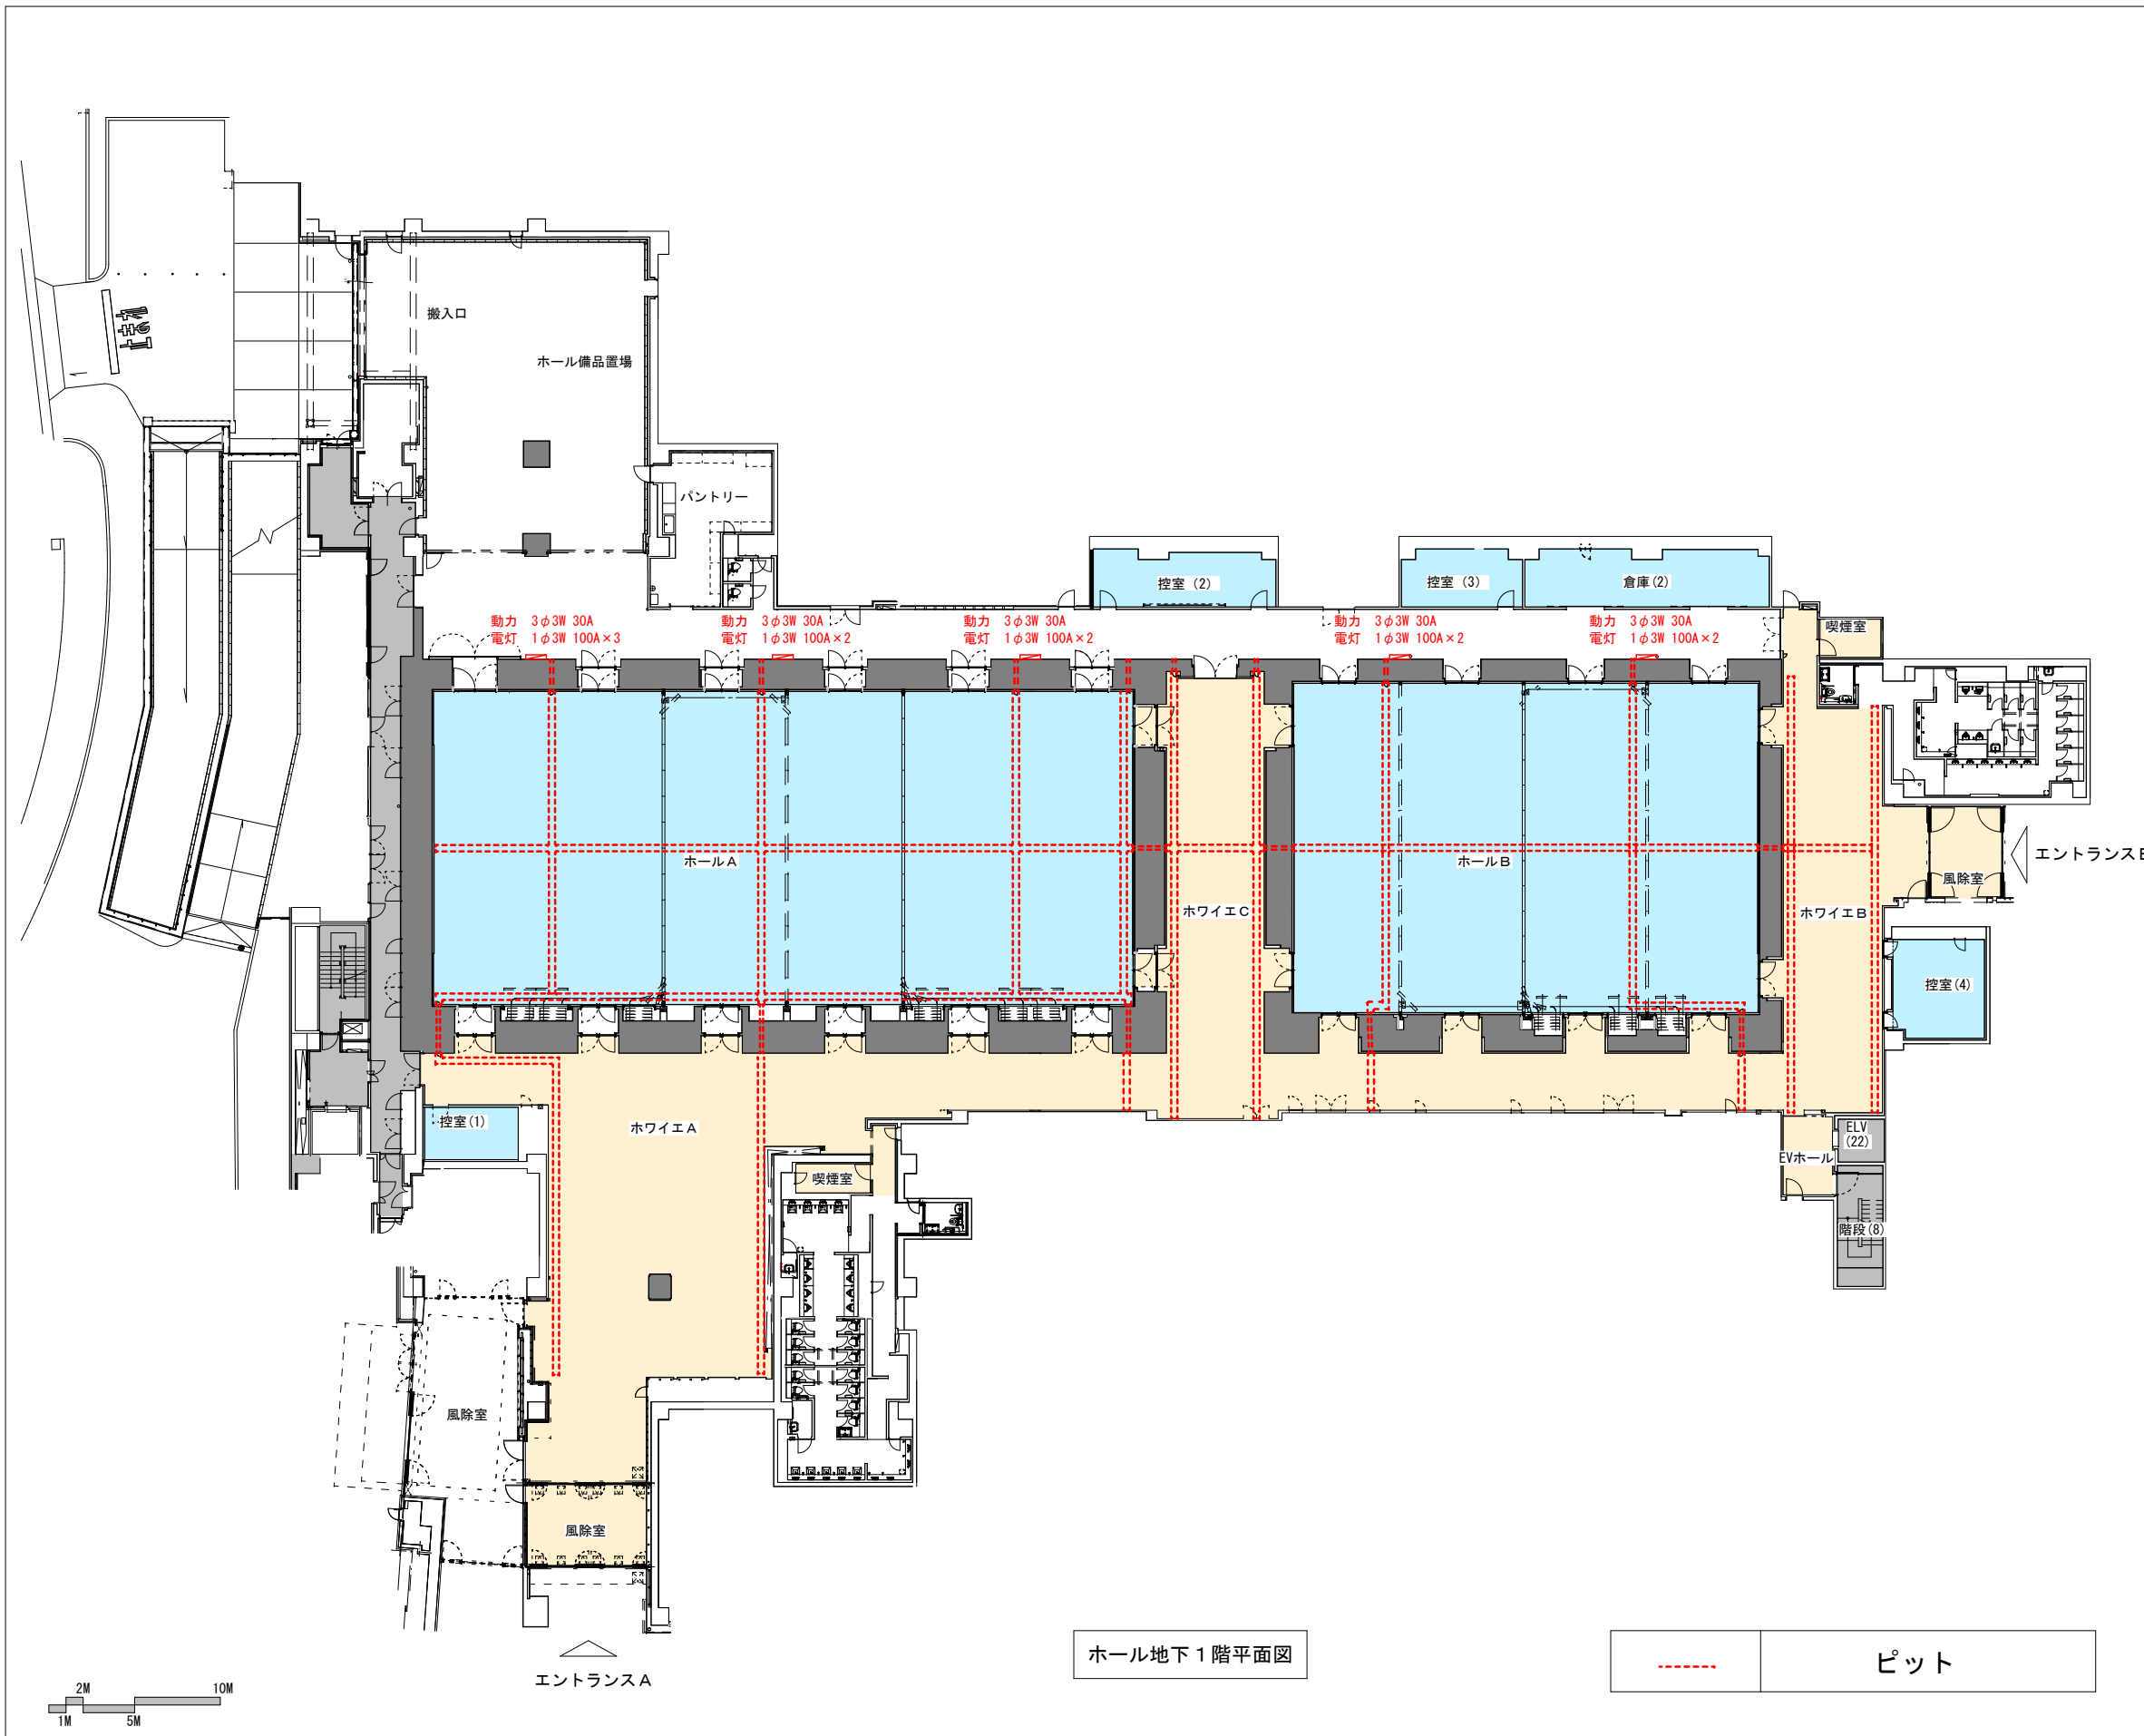 止まれ
搬入口
ホール備品置場
パントリー
控室 (2)
控室 (3)
倉庫(2)
動力 3φ3W 30A
電灯 1φ3W 100A×3
動力 3φ3W 30A
電灯 1φ3W 100A×2
動力 3φ3W 30A
電灯 1φ3W 100A×2
動力 3φ3W 30A
電灯 1φ3W 100A×2
動力 3φ3W 30A
電灯 1φ3W 100A×2
喫煙室
ホールA
ホールB
エントランスB
風除室
ホワイエC
ホワイエB
控室(4)
控室(1)
ホワイエA
ELV
(22)
EVホール
喫煙室
階段(8)
風除室
風除室
エントランスA
ホール地下1階平面図
ピット
2M
10M
1M
5M